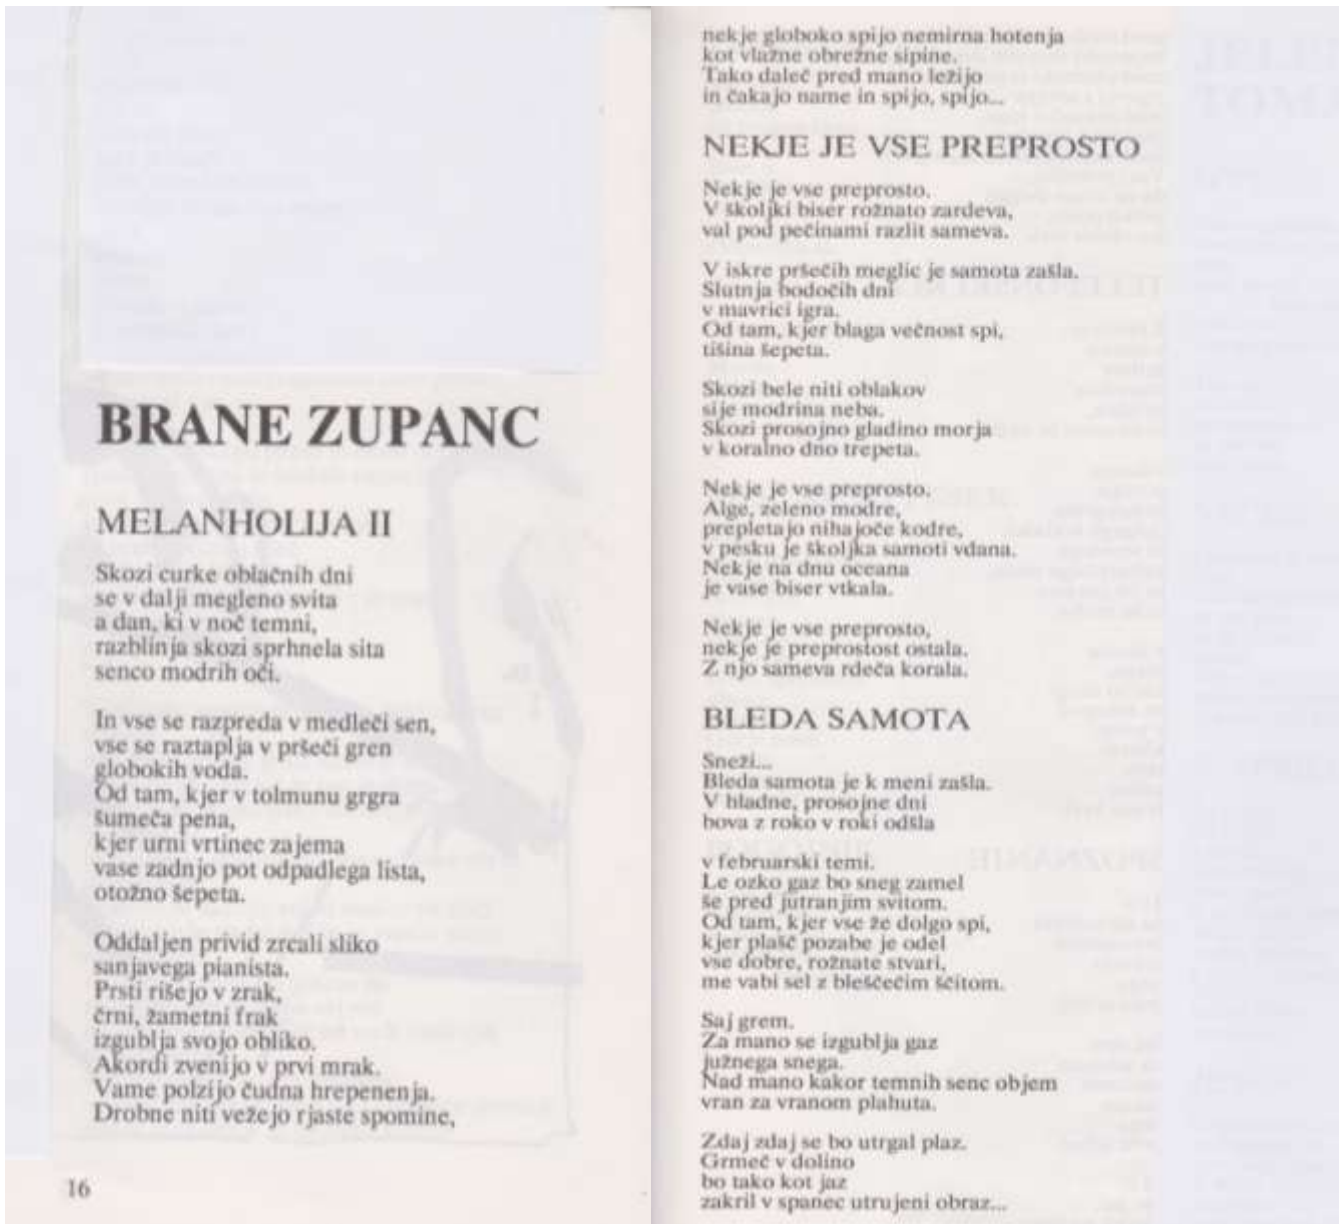 BRANE ZUPANC
MELANHOLIJA II
Skozi curke oblačnih dni
se v dalji megleno svita
a dan, ki v noč temni,
razblinja skozi sprhnela sita
senco modrih oči.
In vse se razpreda v medleči sen,
vse se raztaplja v pršeči gren
globokih voda.
Od tam, kjer v tolmunu grgra
šumeča pena,
kjer urni vrtinec zajema
vase zadnjo pot odpadlega lista,
otožno šepeta.
Oddaljen privid zrcali sliko
sanjavega pianista.
Prsti rišejo v zrak,
črni, žametni frak
izgublja svojo obliko.
Akordi zvenijo v prvi mrak.
Vame polzijo čudna hrepenenja.
Drobne niti vežejo rjaste spomine,
16
nekje globoko spijo nemirna hotenja
kot vlažne obrežne sipine.
Tako daleč pred mano ležijo
in čakajo name in spijo, spijo...
NEKJE JE VSE PREPROSTO
Nekje je vse preprosto.
V školjki biser rožnato zardeva,
val pod pečinami razlit sameva.
V iskre pršečih meglic je samota zašla.
Slutnja bodočih dni
v mavrici igra.
Od tam, kjer blaga večnost spi,
tišina šepeta.
Skozi bele niti oblakov
sije modrina neba.
Skozi prosojno gladino morja
v koralno dno trepeta.
Nekje je vse preprosto.
Alge, zeleno modre,
prepletajo nihajoče kodre,
v pesku je školjka samoti vdana.
Nekje na dnu oceana
je vase biser vtkala.
Nekje je vse preprosto,
nekje je preprostost ostala.
Z njo sameva rdeča korala.
BLEDA SAMOTA
Sneži...
Bleda samota je k meni zašla.
V hladne, prosojne dni
bova z roko v roki odšla
v februarski temi.
Le ozko gaz bo sneg zamel
še pred jutranjim svitom.
Od tam, kjer vse že dolgo spi,
kjer plašč pozabe je odel
vse dobre, rožnate stvari,
me vabi sel z bleščečim ščitom.
Saj grem.
Za mano se izgublja gaz
južnega snega.
Nad mano kakor temnih senc objem
vran za vranom plahuta.
Zdaj zdaj se bo utrgal plaz.
Grmeč v dolino
bo tako kot jaz
zakril v spanec utrujeni obraz...